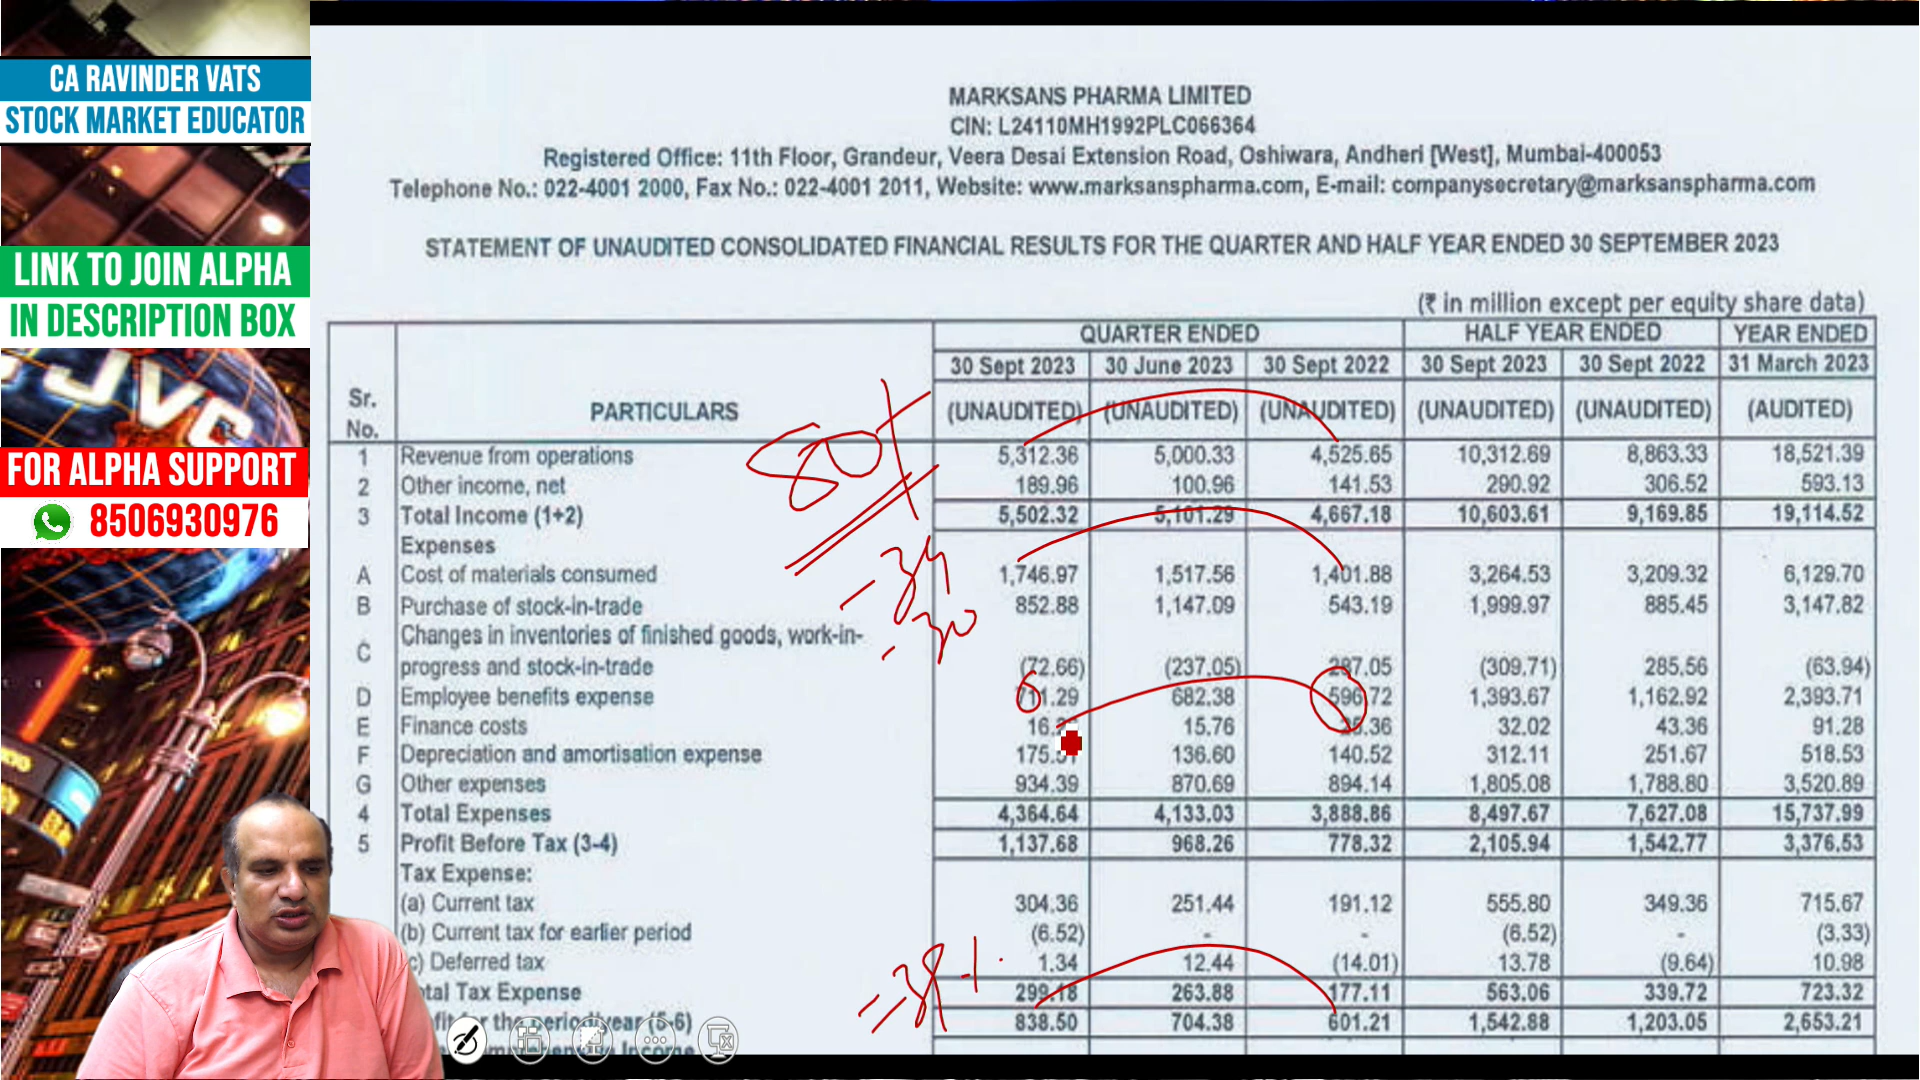 CA RAVINDER VATS
STOCK MARKET EDUCATOR
LINK TO JOIN ALPHA
IN DESCRIPTION BOX
JVC
FOR ALPHA SUPPORT
8506930976
MARKSANS PHARMA LIMITED
CIN: L24110MH1992PLC066364
Registered Office: 11th Floor, Grandeur, Veera Desai Extension Road, Oshiwara, Andheri [West], Mumbai-400053
Telephone No.: 022-4001 2000, Fax No.: 022-4001 2011, Website: www.marksanspharma.com, E-mail: companysecretary@marksanspharma.com
STATEMENT OF UNAUDITED CONSOLIDATED FINANCIAL RESULTS FOR THE QUARTER AND HALF YEAR ENDED 30 SEPTEMBER 2023
(₹ in million except per equity share data)
QUARTER ENDED HALF YEAR ENDED YEAR ENDED
30 Sept 2023 30 June 2023 30 Sept 2022 30 Sept 2023 30 Sept 2022 31 March 2023
Sr. No. PARTICULARS (UNAUDITED) (UNAUDITED) (UNAUDITED) (UNAUDITED) (UNAUDITED) (AUDITED)
1 Revenue from operations 5,312.36 5,000.33 4,525.65 10,312.69 8,863.33 18,521.39
2 Other income, net 189.96 100.96 141.53 290.92 306.52 593.13
3 Total Income (1+2) 5,502.32 5,101.29 4,667.18 10,603.61 9,169.85 19,114.52
Expenses
A Cost of materials consumed 1,746.97 1,517.56 1,401.88 3,264.53 3,209.32 6,129.70
B Purchase of stock-in-trade 852.88 1,147.09 543.19 1,999.97 885.45 3,147.82
Changes in inventories of finished goods, work-in-
C progress and stock-in-trade (72.66) (237.05) 287.05 (309.71) 285.56 (63.94)
D Employee benefits expense 711.29 682.38 596.72 1,393.67 1,162.92 2,393.71
E Finance costs 15.76 25.36 32.02 43.36 91.28
F Depreciation and amortisation expense 136.60 140.52 312.11 251.67 518.53
G Other expenses 934.39 870.69 894.14 1,805.08 1,788.80 3,520.89
4 Total Expenses 4,364.64 4,133.03 3,888.86 8,497.67 7,627.08 15,737.99
5 Profit Before Tax (3-4) 1,137.68 968.26 778.32 2,105.94 1,542.77 3,376.53
Tax Expense:
(a) Current tax 304.36 251.44 191.12 555.80 349.36 715.67
(b) Current tax for earlier period (6.52) - - (6.52) - (3.33)
c) Deferred tax 1.34 12.44 (14.01) 13.78 (9.64) 10.98
tal Tax Expense 299.18 263.88 177.11 563.06 339.72 723.32
the period/year (5-6) 838.50 704.38 601.21 1,542.88 1,203.05 2,653.21